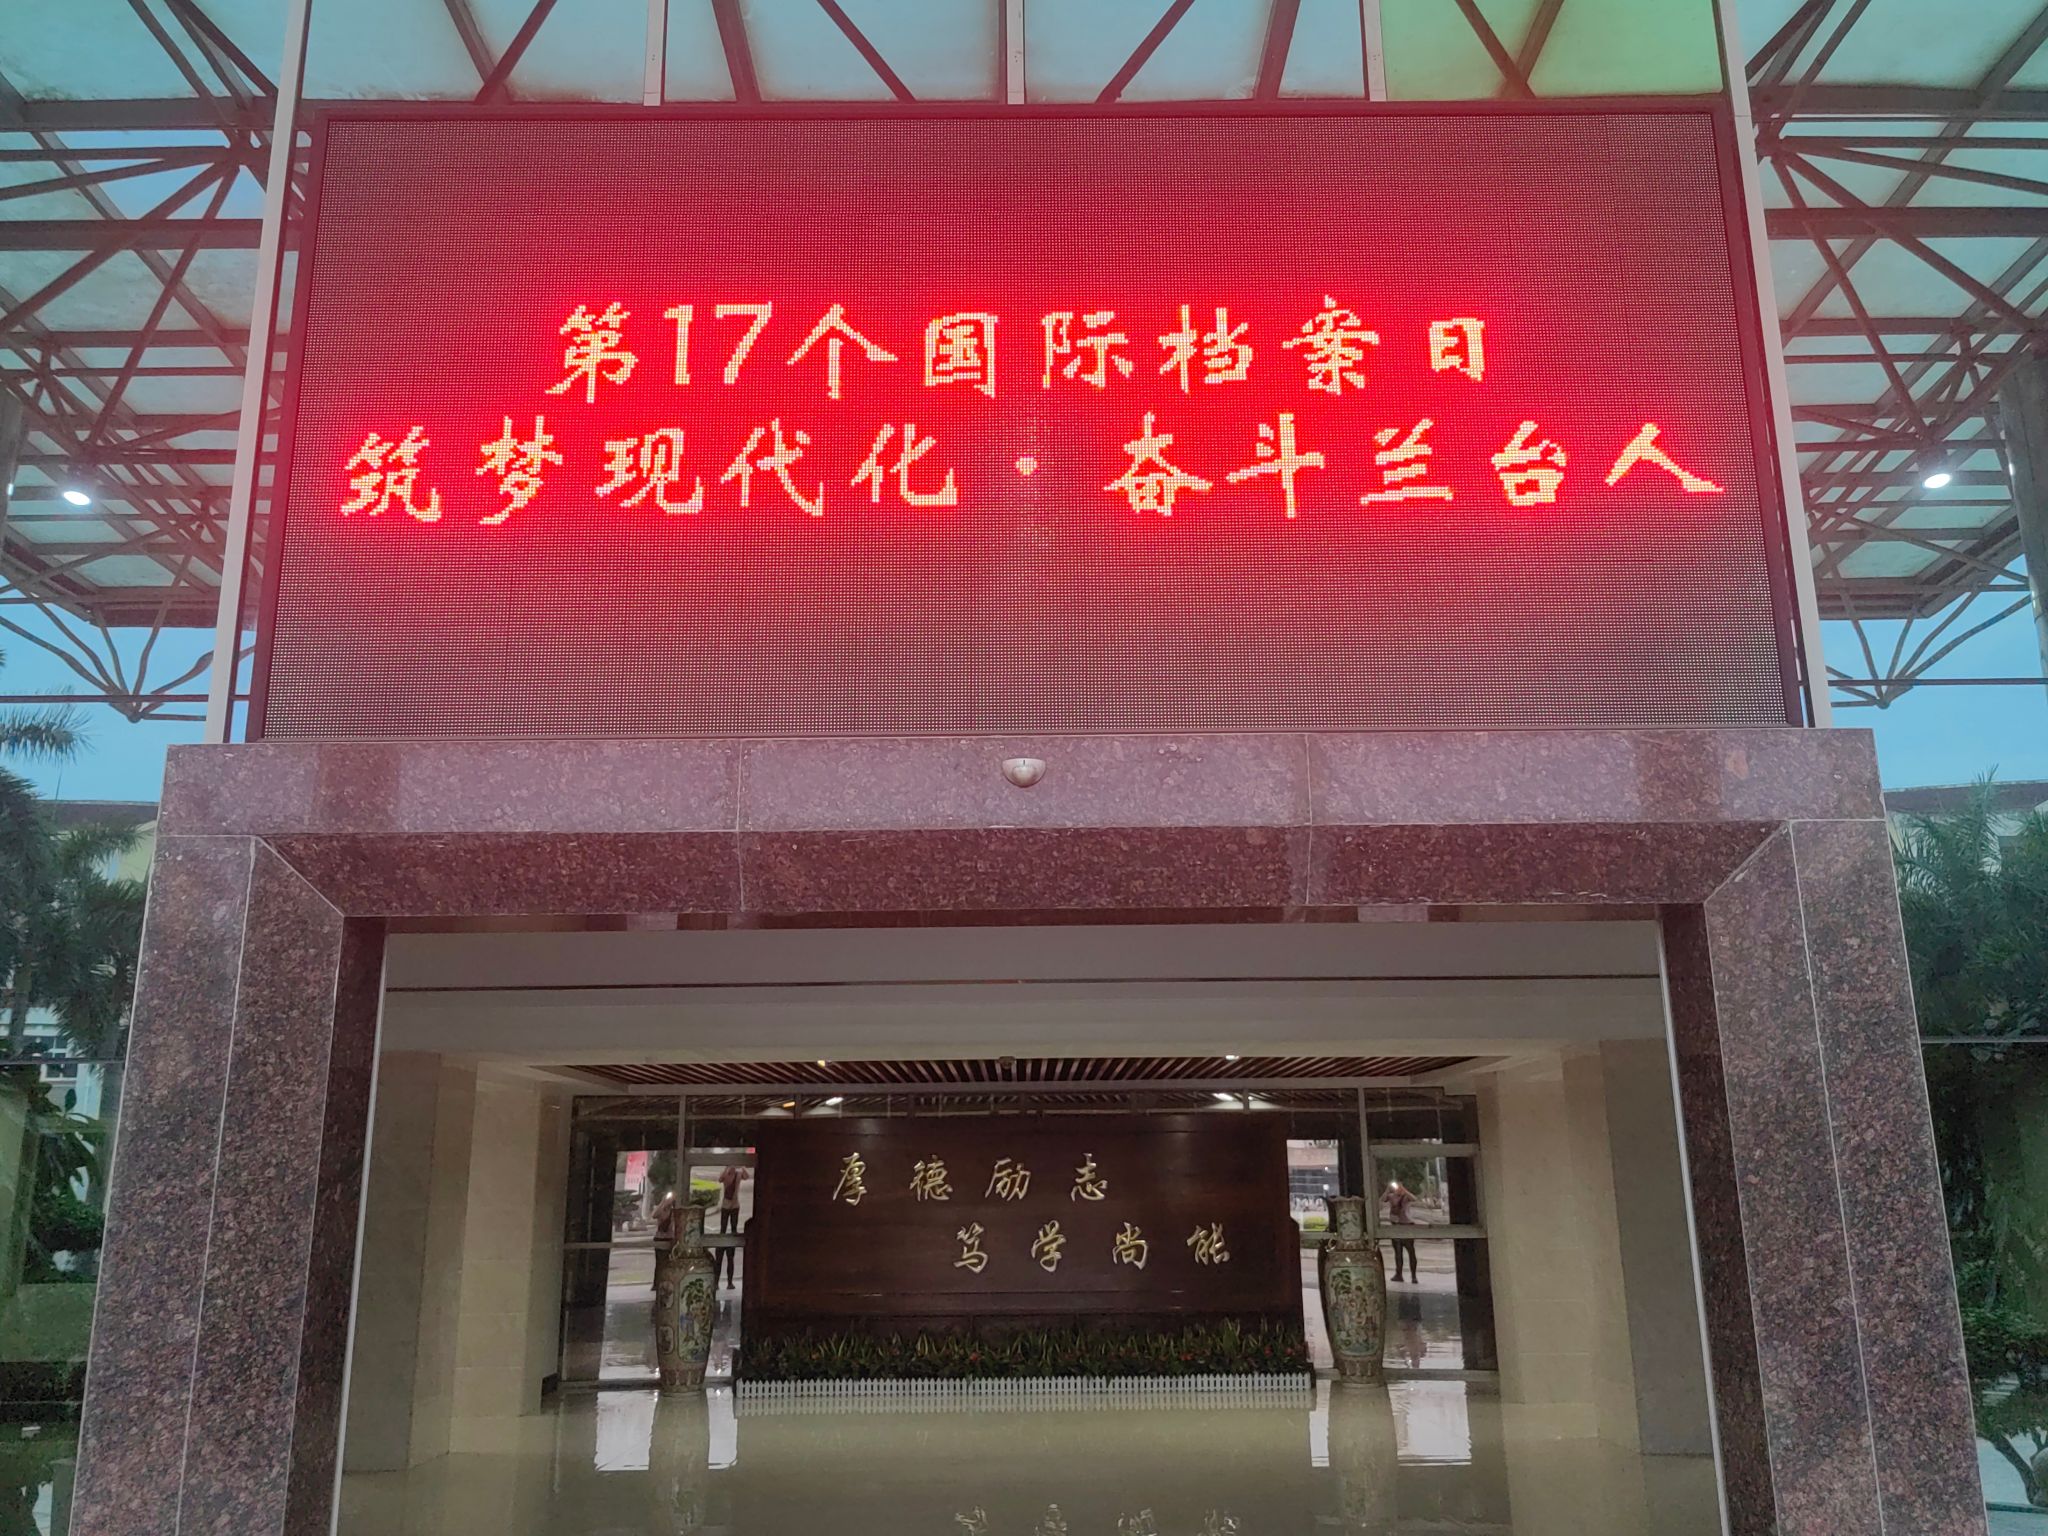 第17个国际档案日
筑梦现代化·奋斗兰台人
厚德励志
笃学尚能